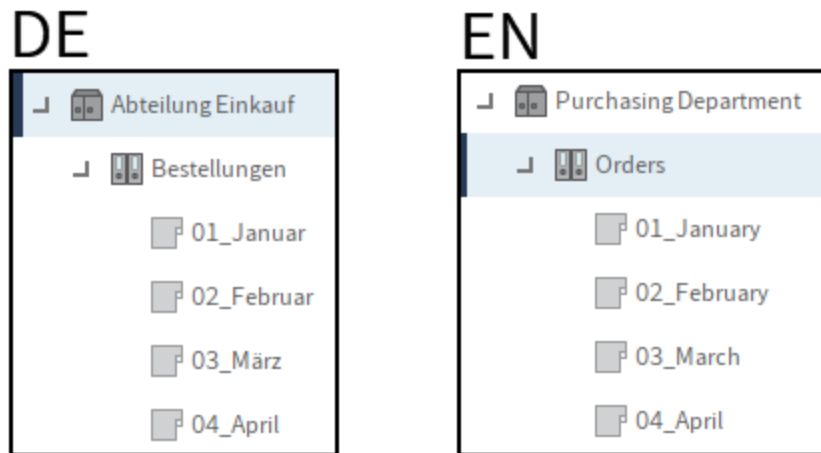 DE
Abteilung Einkauf
Bestellungen
01_Januar
02_Februar
03_März
04_April
EN
Purchasing Department
Orders
01_January
02_February
03_March
04_April